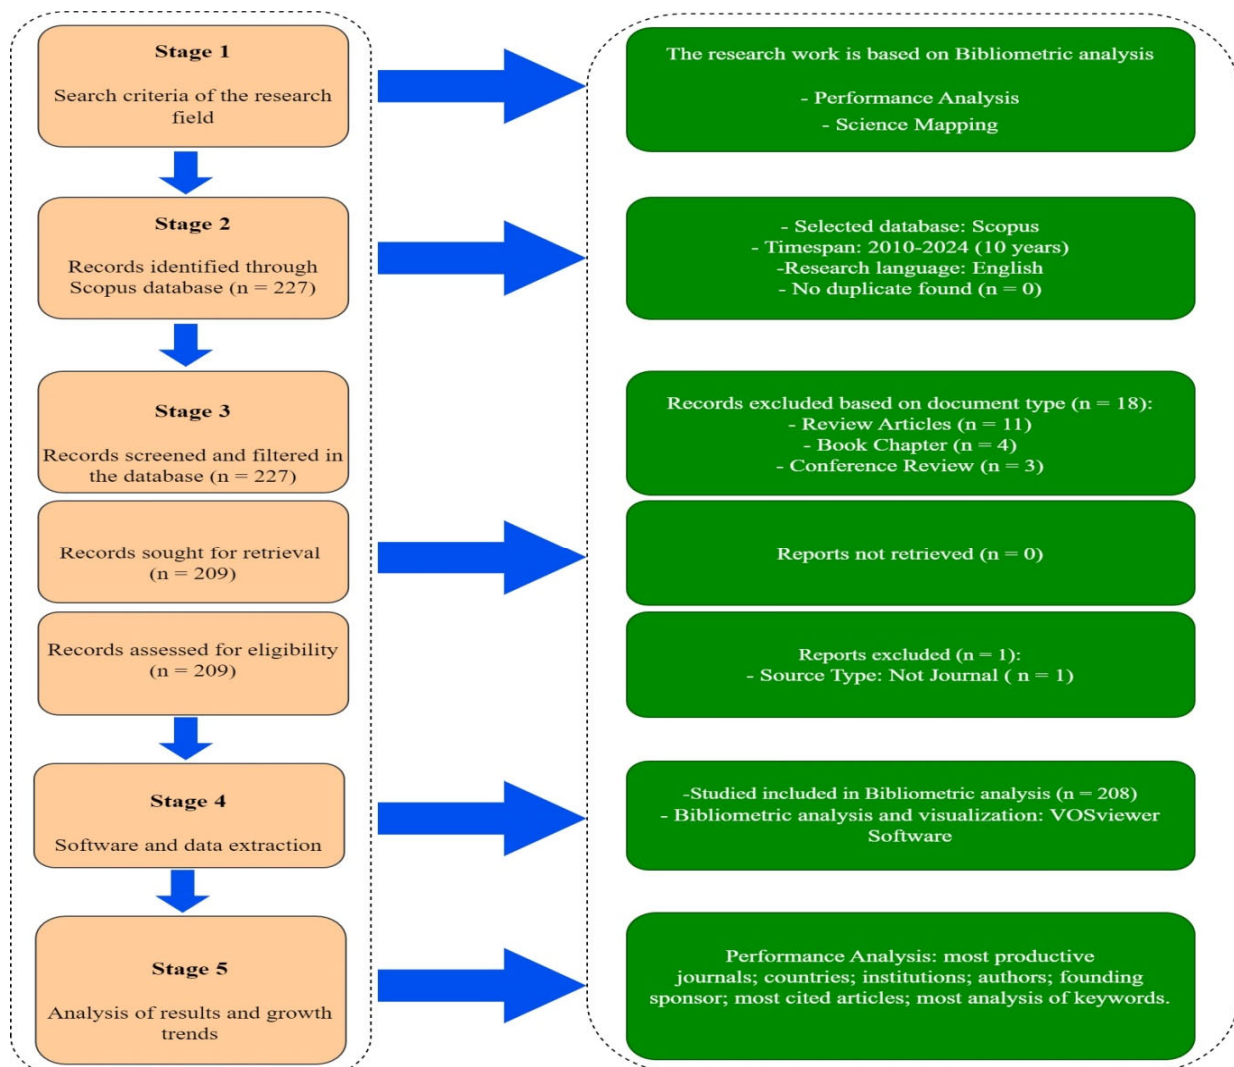 Stage 1
Search criteria of the research
field
The research work is based on Bibliometric analysis
- Performance Analysis
- Science Mapping
Stage 2
Records identified through
Scopus database (n = 227)
- Selected database: Scopus
- Timespan: 2010-2024 (10 years)
-Research language: English
- No duplicate found (n = 0)
Stage 3
Records screened and filtered in
the database (n = 227)
Records excluded based on document type (n = 18):
- Review Articles (n = 11)
- Book Chapter (n = 4)
- Conference Review (n = 3)
Records sought for retrieval
(n = 209)
Reports not retrieved (n = 0)
Records assessed for eligibility
(n = 209)
Reports excluded (n = 1):
- Source Type: Not Journal ( n = 1)
Stage 4
Software and data extraction
-Studied included in Bibliometric analysis (n = 208)
- Bibliometric analysis and visualization: VOSviewer
Software
Stage 5
Analysis of results and growth
trends
Performance Analysis: most productive
journals; countries; institutions; authors; founding
sponsor; most cited articles; most analysis of keywords.